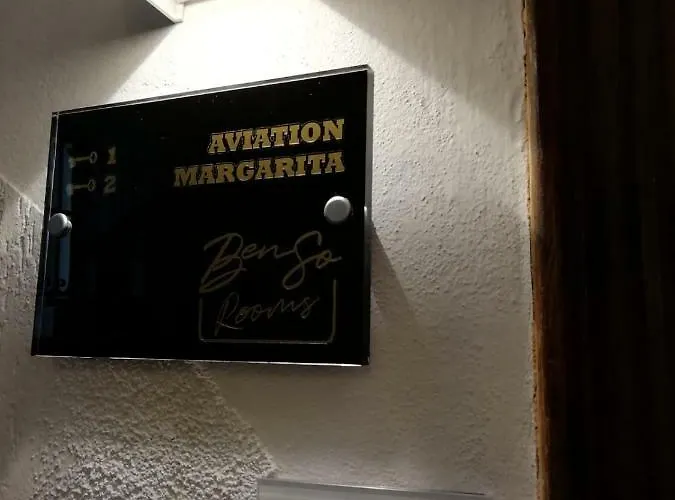 1 AVIATION
2 MARGARITA
BenSo
Rooms